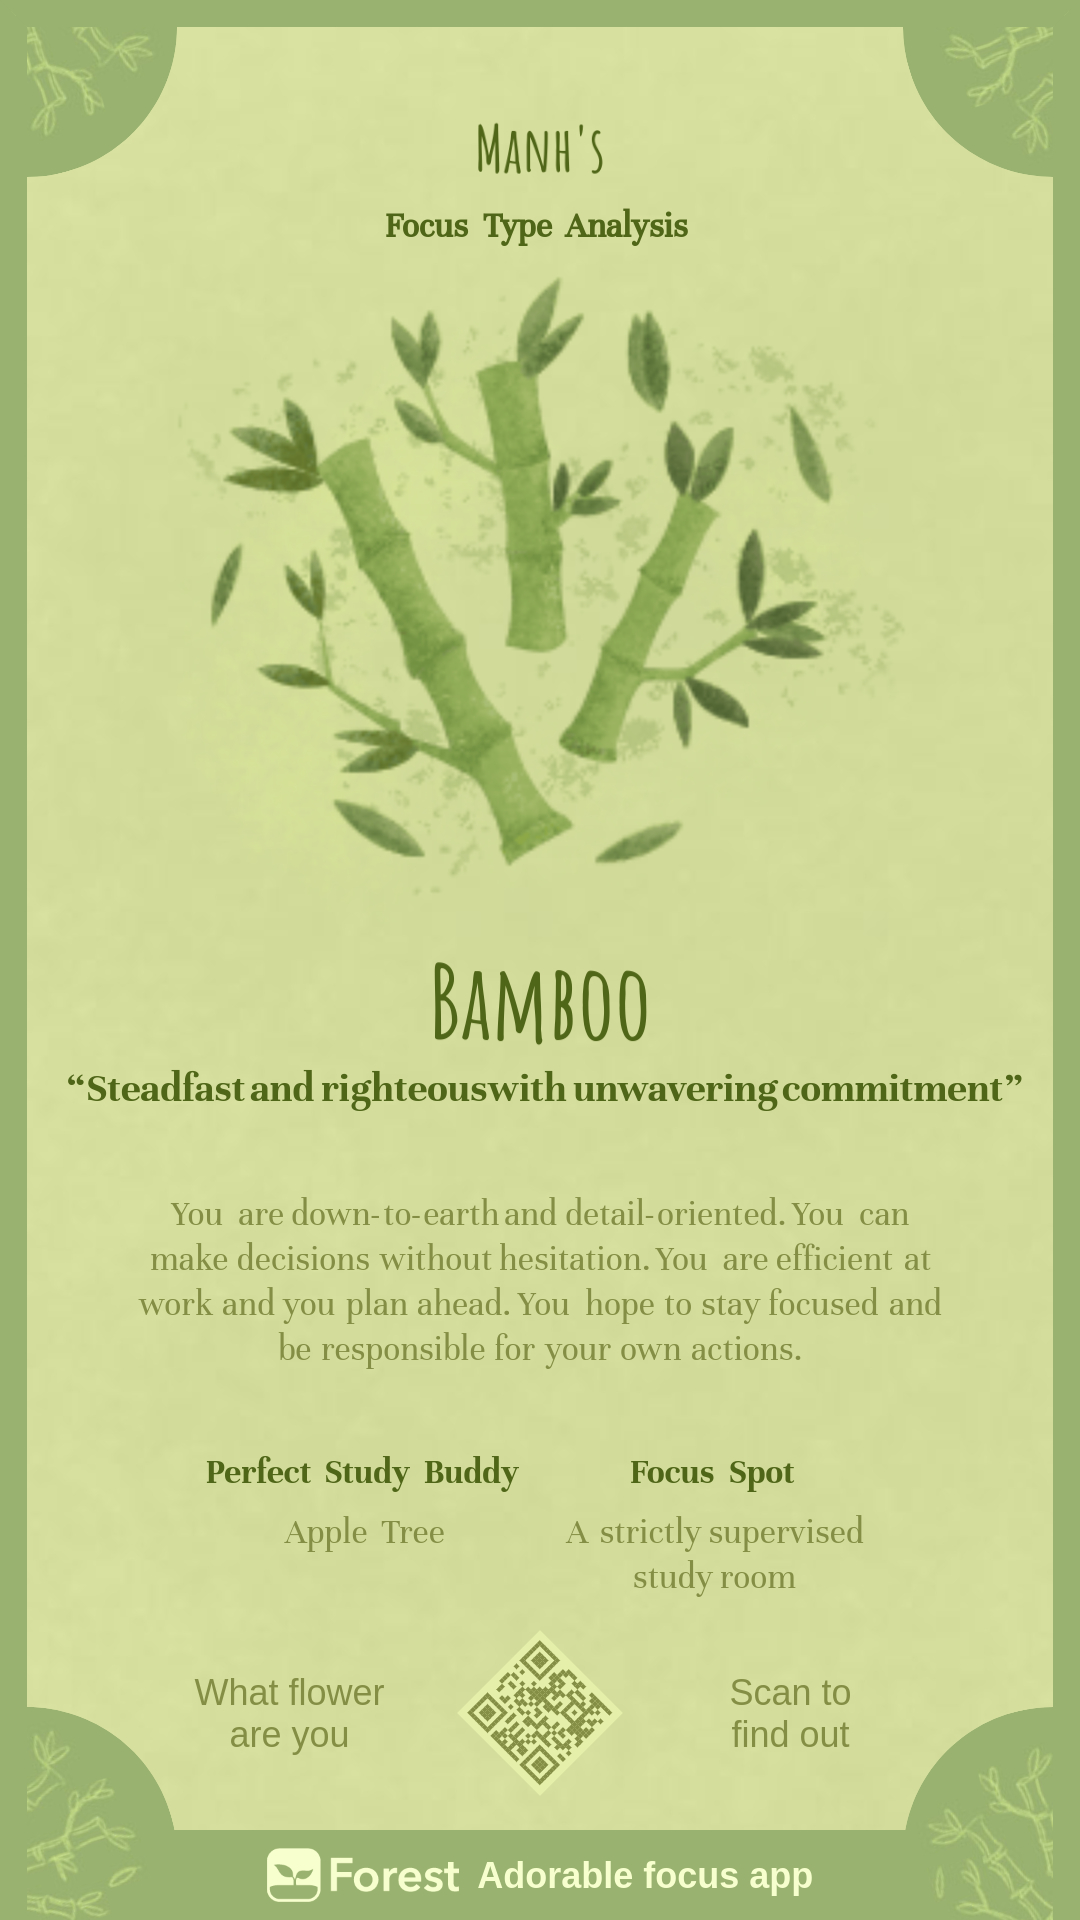 Manh's
Focus Type Analysis
Bamboo
“Steadfast and righteouswith unwavering commitment”
You are down-to-earth and detail-oriented. You can
make decisions without hesitation. You are efficient at
work and you plan ahead. You hope to stay focused and
be responsible for your own actions.
Perfect Study Buddy
Apple Tree
Focus Spot
A strictly supervised
study room
What flower
are you
Scan to
find out
Forest Adorable focus app